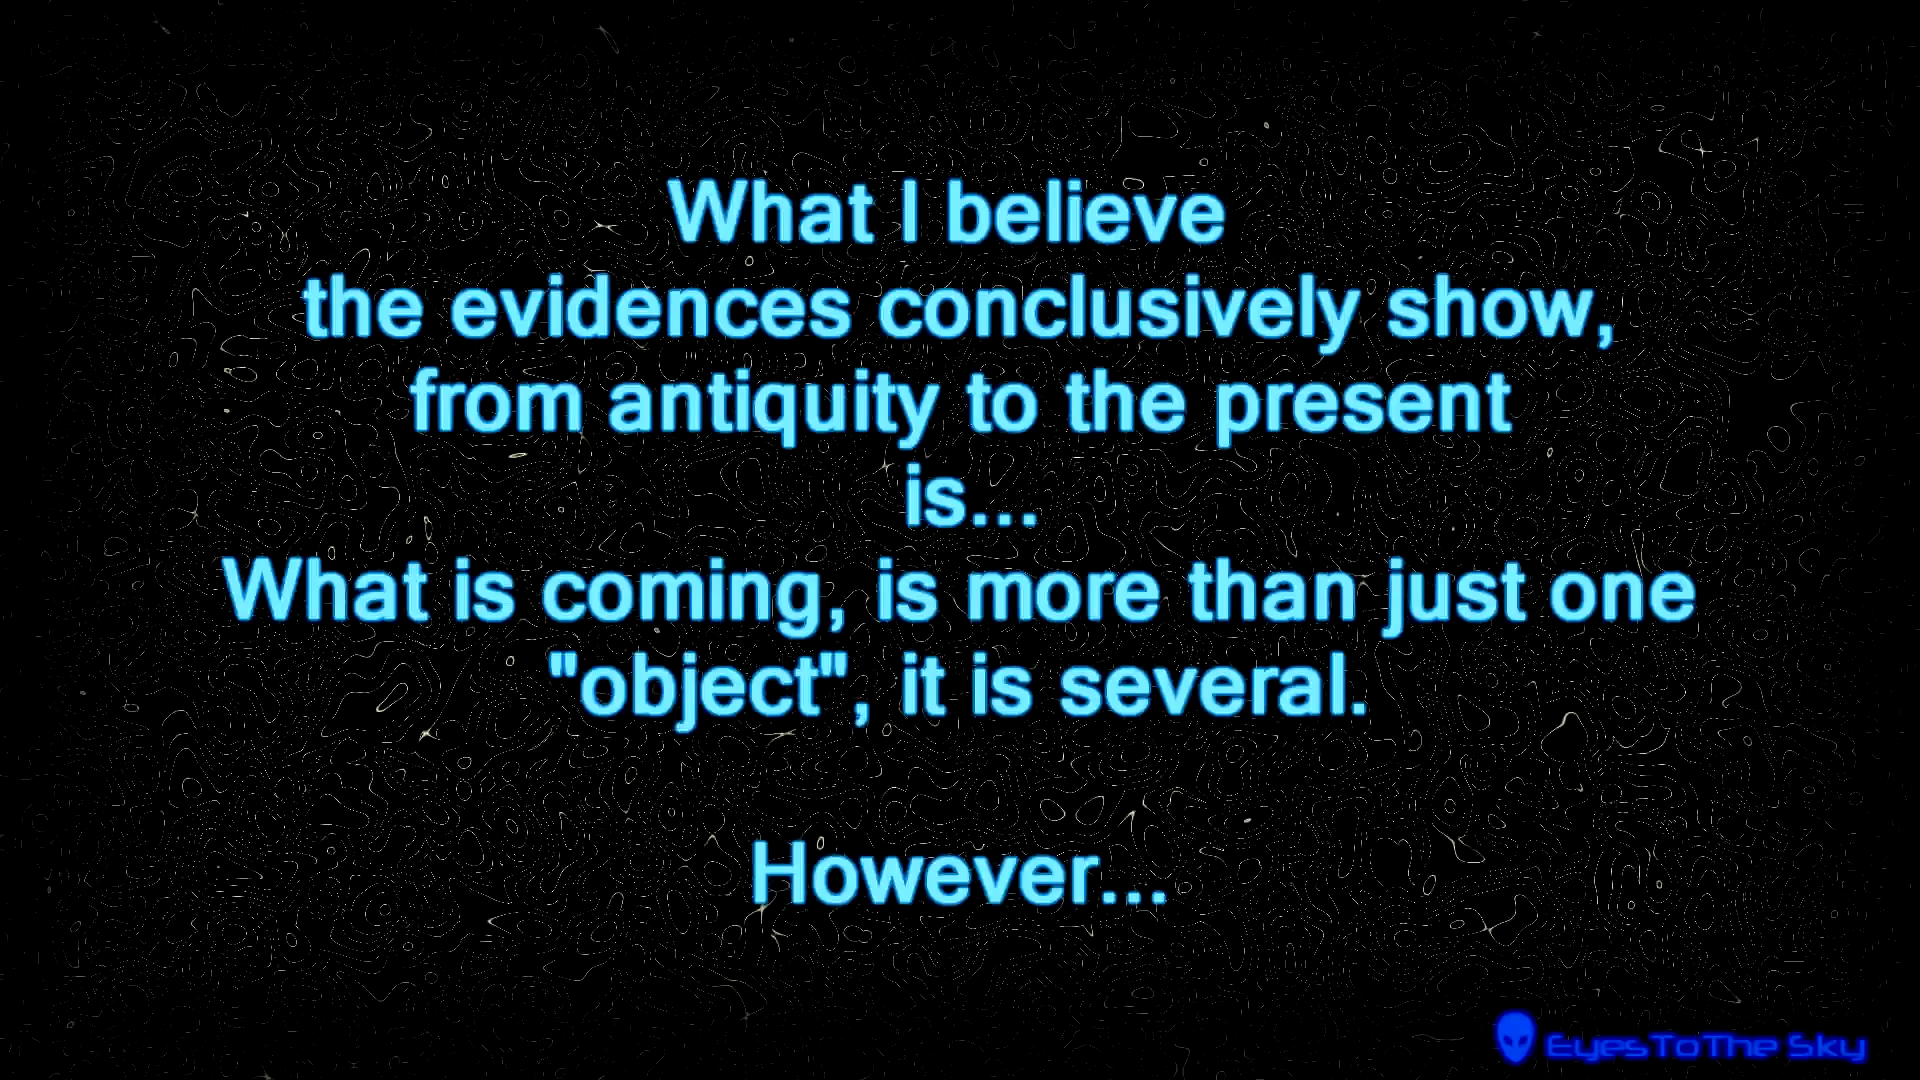 What I believe
the evidences conclusively show,
from antiquity to the present
is...
What is coming, is more than just one
"object", it is several.
However...
EyesToThe Sky